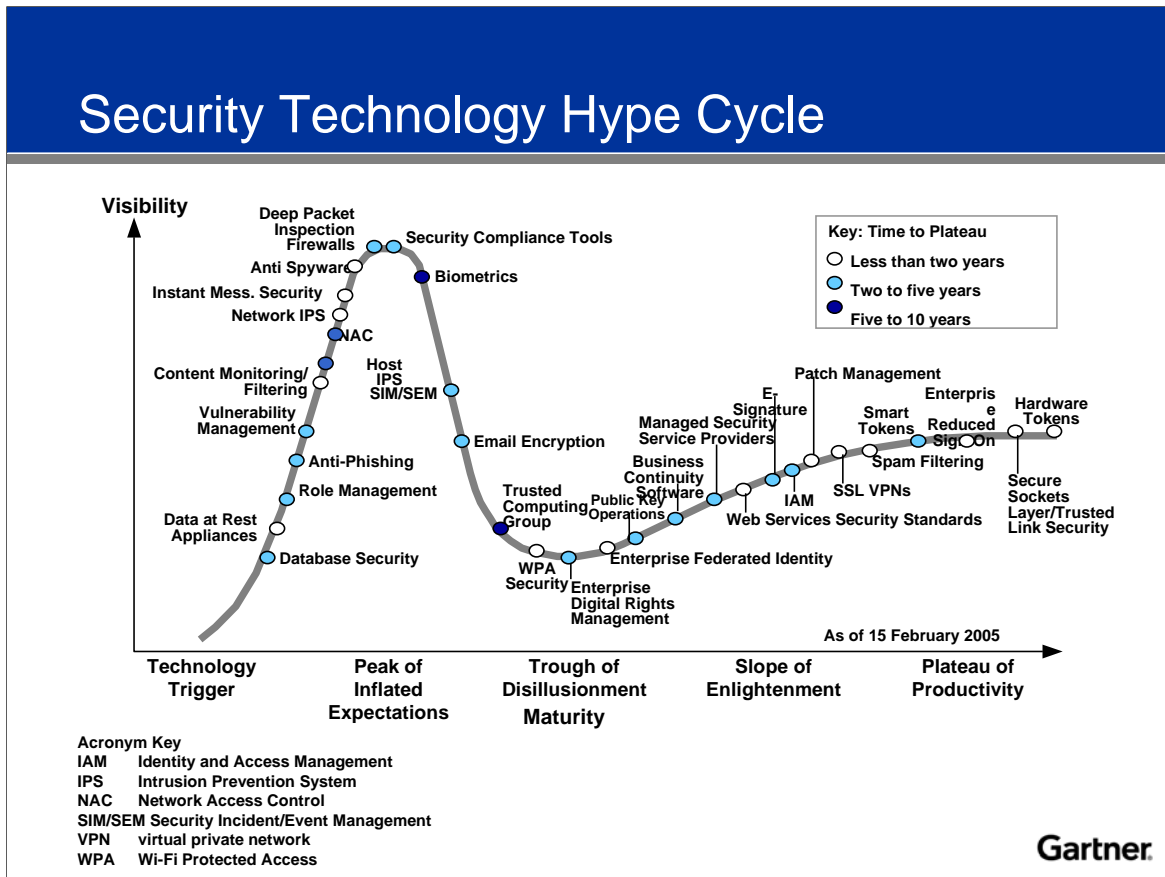 Security Technology Hype Cycle
Visibility
Deep Packet
Inspection
Firewalls
Security Compliance Tools
Anti Spyware
Biometrics
Instant Mess. Security
Network IPS
NAC
Content Monitoring/
Filtering
Vulnerability
Management
Anti-Phishing
Role Management
Data at Rest
Appliances
Database Security
Host
IPS
SIM/SEM
Email Encryption
Trusted
Computing
Group
WPA
Security
Enterprise
Digital Rights
Management
Enterprise Federated Identity
Public Key
Operations
Business
Continuity
Software
Managed Security
Service Providers
Web Services Security Standards
E-
Signature
IAM
Patch Management
SSL VPNs
Spam Filtering
Smart
Tokens
Enterpris
e
Reduced
Sign On
Hardware
Tokens
Secure
Sockets
Layer/Trusted
Link Security
Key: Time to Plateau
Less than two years
Two to five years
Five to 10 years
As of 15 February 2005
Technology
Trigger
Peak of
Inflated
Expectations
Trough of
Disillusionment
Slope of
Enlightenment
Plateau of
Productivity
Maturity
Acronym Key
IAM Identity and Access Management
IPS Intrusion Prevention System
NAC Network Access Control
SIM/SEM Security Incident/Event Management
VPN virtual private network
WPA Wi-Fi Protected Access
Gartner